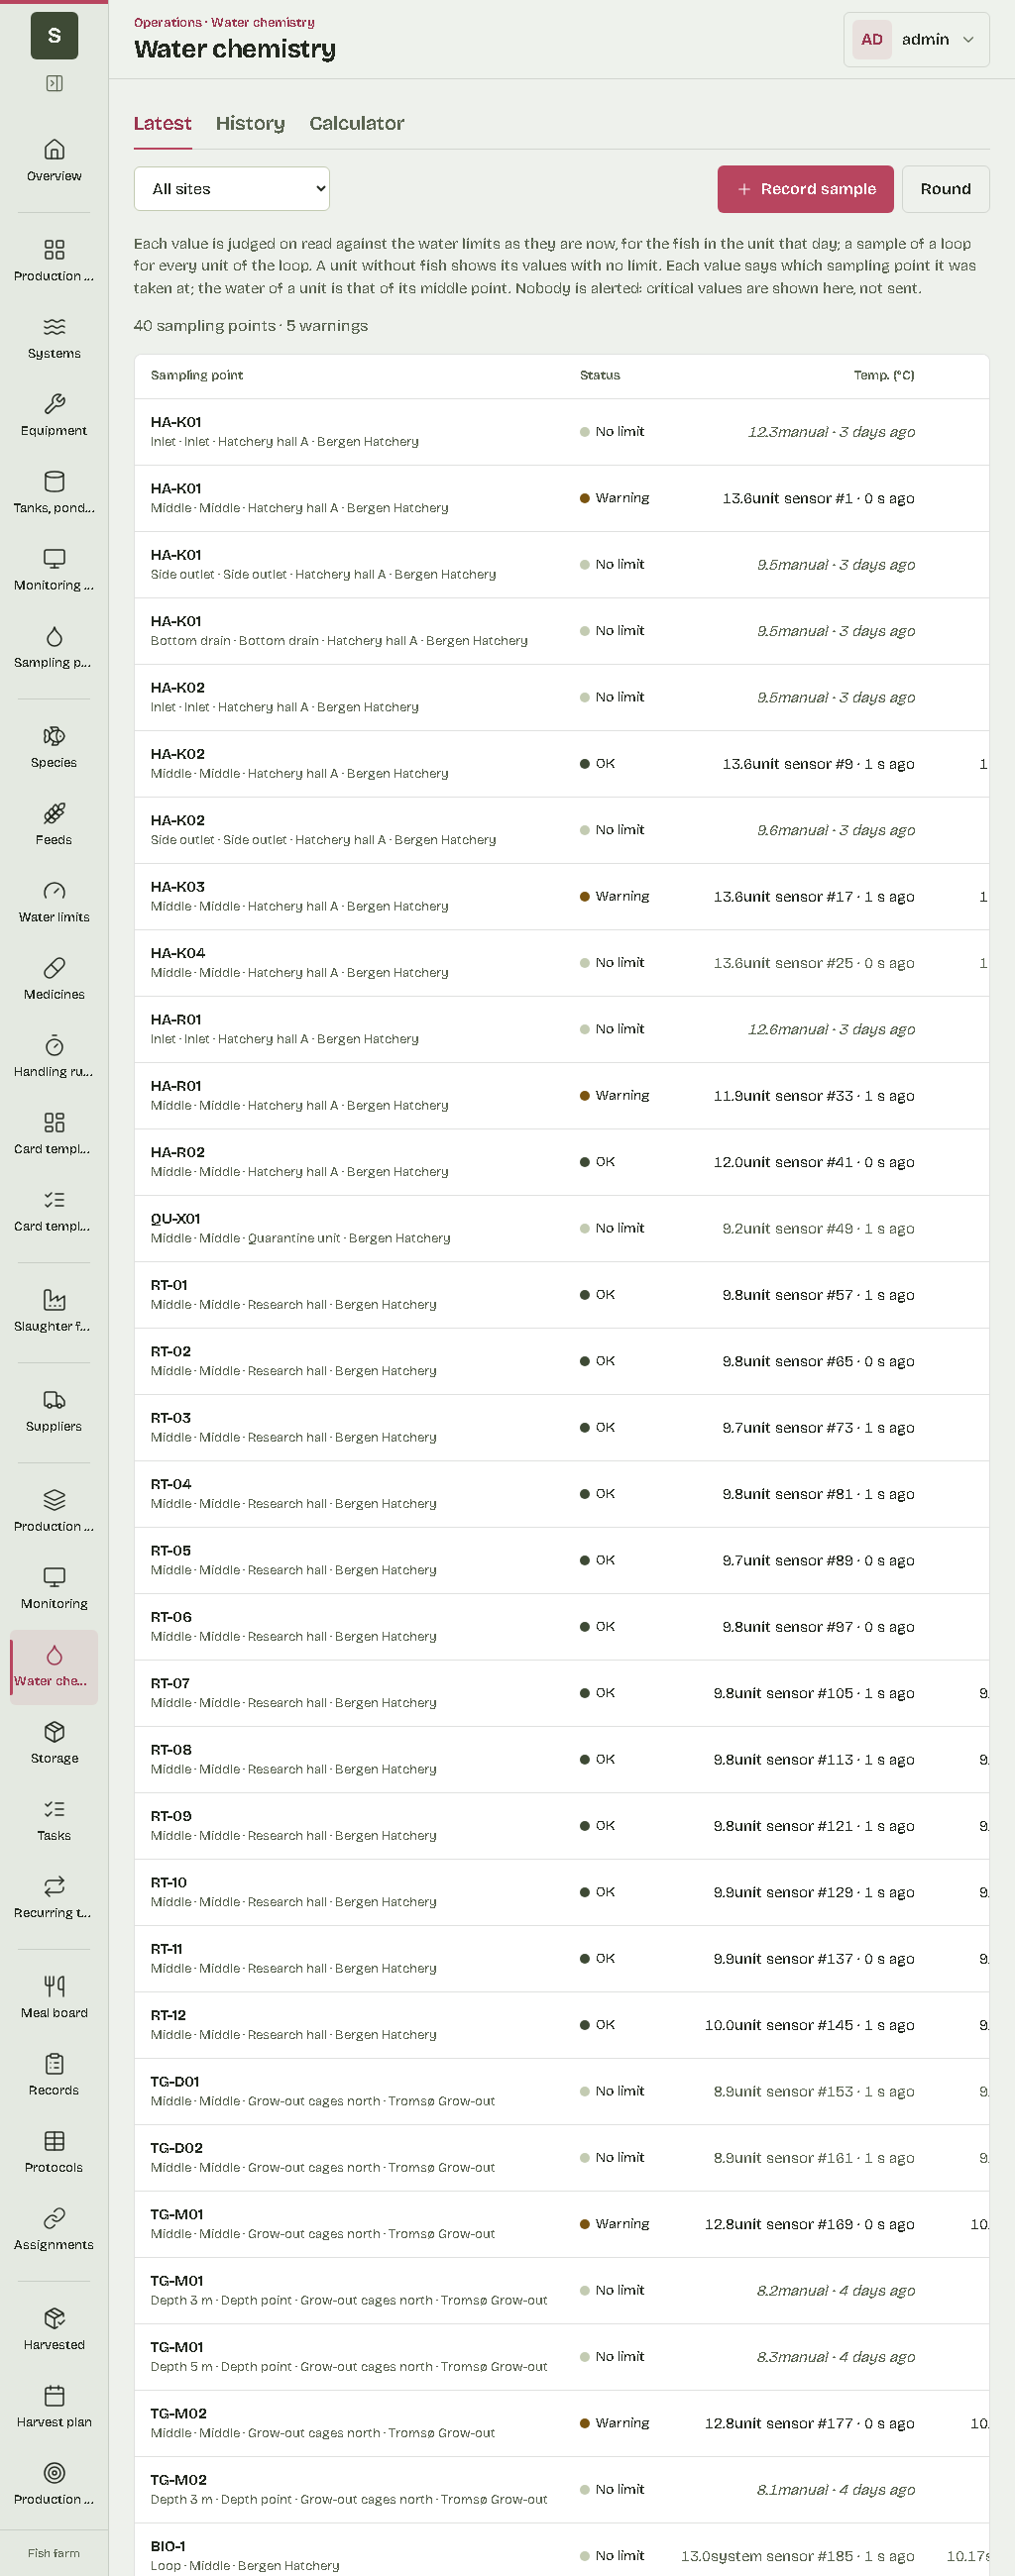 S
Operations · Water chemistry
Water chemistry
AD admin
Overview
Production ...
Systems
Equipment
Tanks, pond...
Monitoring ...
Sampling p...
Species
Feeds
Water limits
Medicines
Handling ru...
Card templ...
Card templ...
Slaughter f...
Suppliers
Production ...
Monitoring
Water che...
Storage
Tasks
Recurring t...
Meal board
Records
Protocols
Assignments
Harvested
Harvest plan
Production ...
Fish farm
Latest History Calculator
All sites
+ Record sample
Round
Each value is judged on read against the water limits as they are now, for the fish in the unit that day; a sample of a loop
for every unit of the loop. A unit without fish shows its values with no limit. Each value says which sampling point it was
taken at; the water of a unit is that of its middle point. Nobody is alerted: critical values are shown here, not sent.
40 sampling points · 5 warnings
Sampling point Status Temp. (°C)
HA-K01
Inlet · Inlet · Hatchery hall A · Bergen Hatchery
No limit 12.3manual · 3 days ago
HA-K01
Middle · Middle · Hatchery hall A · Bergen Hatchery
Warning 13.6unit sensor #1 · 0 s ago
HA-K01
Side outlet · Side outlet · Hatchery hall A · Bergen Hatchery
No limit 9.5manual · 3 days ago
HA-K01
Bottom drain · Bottom drain · Hatchery hall A · Bergen Hatchery
No limit 9.5manual · 3 days ago
HA-K02
Inlet · Inlet · Hatchery hall A · Bergen Hatchery
No limit 9.5manual · 3 days ago
HA-K02
Middle · Middle · Hatchery hall A · Bergen Hatchery
OK 13.6unit sensor #9 · 1 s ago 1
HA-K02
Side outlet · Side outlet · Hatchery hall A · Bergen Hatchery
No limit 9.6manual · 3 days ago
HA-K03
Middle · Middle · Hatchery hall A · Bergen Hatchery
Warning 13.6unit sensor #17 · 1 s ago 1
HA-K04
Middle · Middle · Hatchery hall A · Bergen Hatchery
No limit 13.6unit sensor #25 · 0 s ago 1
HA-R01
Inlet · Inlet · Hatchery hall A · Bergen Hatchery
No limit 12.6manual · 3 days ago
HA-R01
Middle · Middle · Hatchery hall A · Bergen Hatchery
Warning 11.9unit sensor #33 · 1 s ago
HA-R02
Middle · Middle · Hatchery hall A · Bergen Hatchery
OK 12.0unit sensor #41 · 1 s ago
QU-X01
Middle · Middle · Quarantine unit · Bergen Hatchery
No limit 9.2unit sensor #49 · 1 s ago
RT-01
Middle · Middle · Research hall · Bergen Hatchery
OK 9.8unit sensor #57 · 1 s ago
RT-02
Middle · Middle · Research hall · Bergen Hatchery
OK 9.8unit sensor #65 · 0 s ago
RT-03
Middle · Middle · Research hall · Bergen Hatchery
OK 9.7unit sensor #73 · 1 s ago
RT-04
Middle · Middle · Research hall · Bergen Hatchery
OK 9.8unit sensor #81 · 1 s ago
RT-05
Middle · Middle · Research hall · Bergen Hatchery
OK 9.7unit sensor #89 · 0 s ago
RT-06
Middle · Middle · Research hall · Bergen Hatchery
OK 9.8unit sensor #97 · 0 s ago
RT-07
Middle · Middle · Research hall · Bergen Hatchery
OK 9.8unit sensor #105 · 1 s ago 9.
RT-08
Middle · Middle · Research hall · Bergen Hatchery
OK 9.8unit sensor #113 · 1 s ago 9.
RT-09
Middle · Middle · Research hall · Bergen Hatchery
OK 9.8unit sensor #121 · 1 s ago 9.
RT-10
Middle · Middle · Research hall · Bergen Hatchery
OK 9.9unit sensor #129 · 1 s ago 9.
RT-11
Middle · Middle · Research hall · Bergen Hatchery
OK 9.9unit sensor #137 · 0 s ago 9.
RT-12
Middle · Middle · Research hall · Bergen Hatchery
OK 10.0unit sensor #145 · 1 s ago 9.
TG-D01
Middle · Middle · Grow-out cages north · Tromsø Grow-out
No limit 8.9unit sensor #153 · 1 s ago 9.
TG-D02
Middle · Middle · Grow-out cages north · Tromsø Grow-out
No limit 8.9unit sensor #161 · 1 s ago 9.
TG-M01
Middle · Middle · Grow-out cages north · Tromsø Grow-out
Warning 12.8unit sensor #169 · 0 s ago 10.
TG-M01
Depth 3 m · Depth point · Grow-out cages north · Tromsø Grow-out
No limit 8.2manual · 4 days ago
TG-M01
Depth 5 m · Depth point · Grow-out cages north · Tromsø Grow-out
No limit 8.3manual · 4 days ago
TG-M02
Middle · Middle · Grow-out cages north · Tromsø Grow-out
Warning 12.8unit sensor #177 · 0 s ago 10.
TG-M02
Depth 3 m · Depth point · Grow-out cages north · Tromsø Grow-out
No limit 8.1manual · 4 days ago
BIO-1
Loop · Middle · Bergen Hatchery
No limit 13.0system sensor #185 · 1 s ago 10.17s